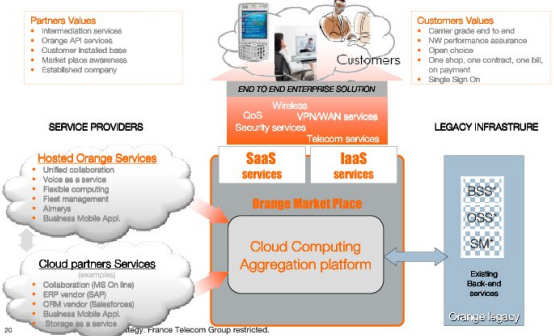 Partners Values
Intermediation services
Orange API services
Customer Installed base
Market place awareness
Established company
Customers Values
Carrier grade end to end
NW performance assurance
Open choice
One shop, one contract, one bill,
on payment
Single Sign On
Customers
END TO END ENTERPRISE SOLUTION
Wireless
QoS VPN/WAN services
Security services
Telecom services
SERVICE PROVIDERS
LEGACY INFRASTRURE
SaaS
services
IaaS
services
Hosted Orange Services
Unified collaboration
Voice as a service
Flexible computing
Fleet management
Almerys
Business Mobile Appl.
Orange Market Place
Cloud Computing
Aggregation platform
BSS*
OSS*
SM*
Existing
Back-end
services
Orange legacy
Cloud partners Services
(examples)
Collaboration (MS On line)
ERP vendor (SAP)
CRM vendor (Salesforces)
Business Mobile Appl.
Storage as a service
20 ategy. France Telecom Group restricted.